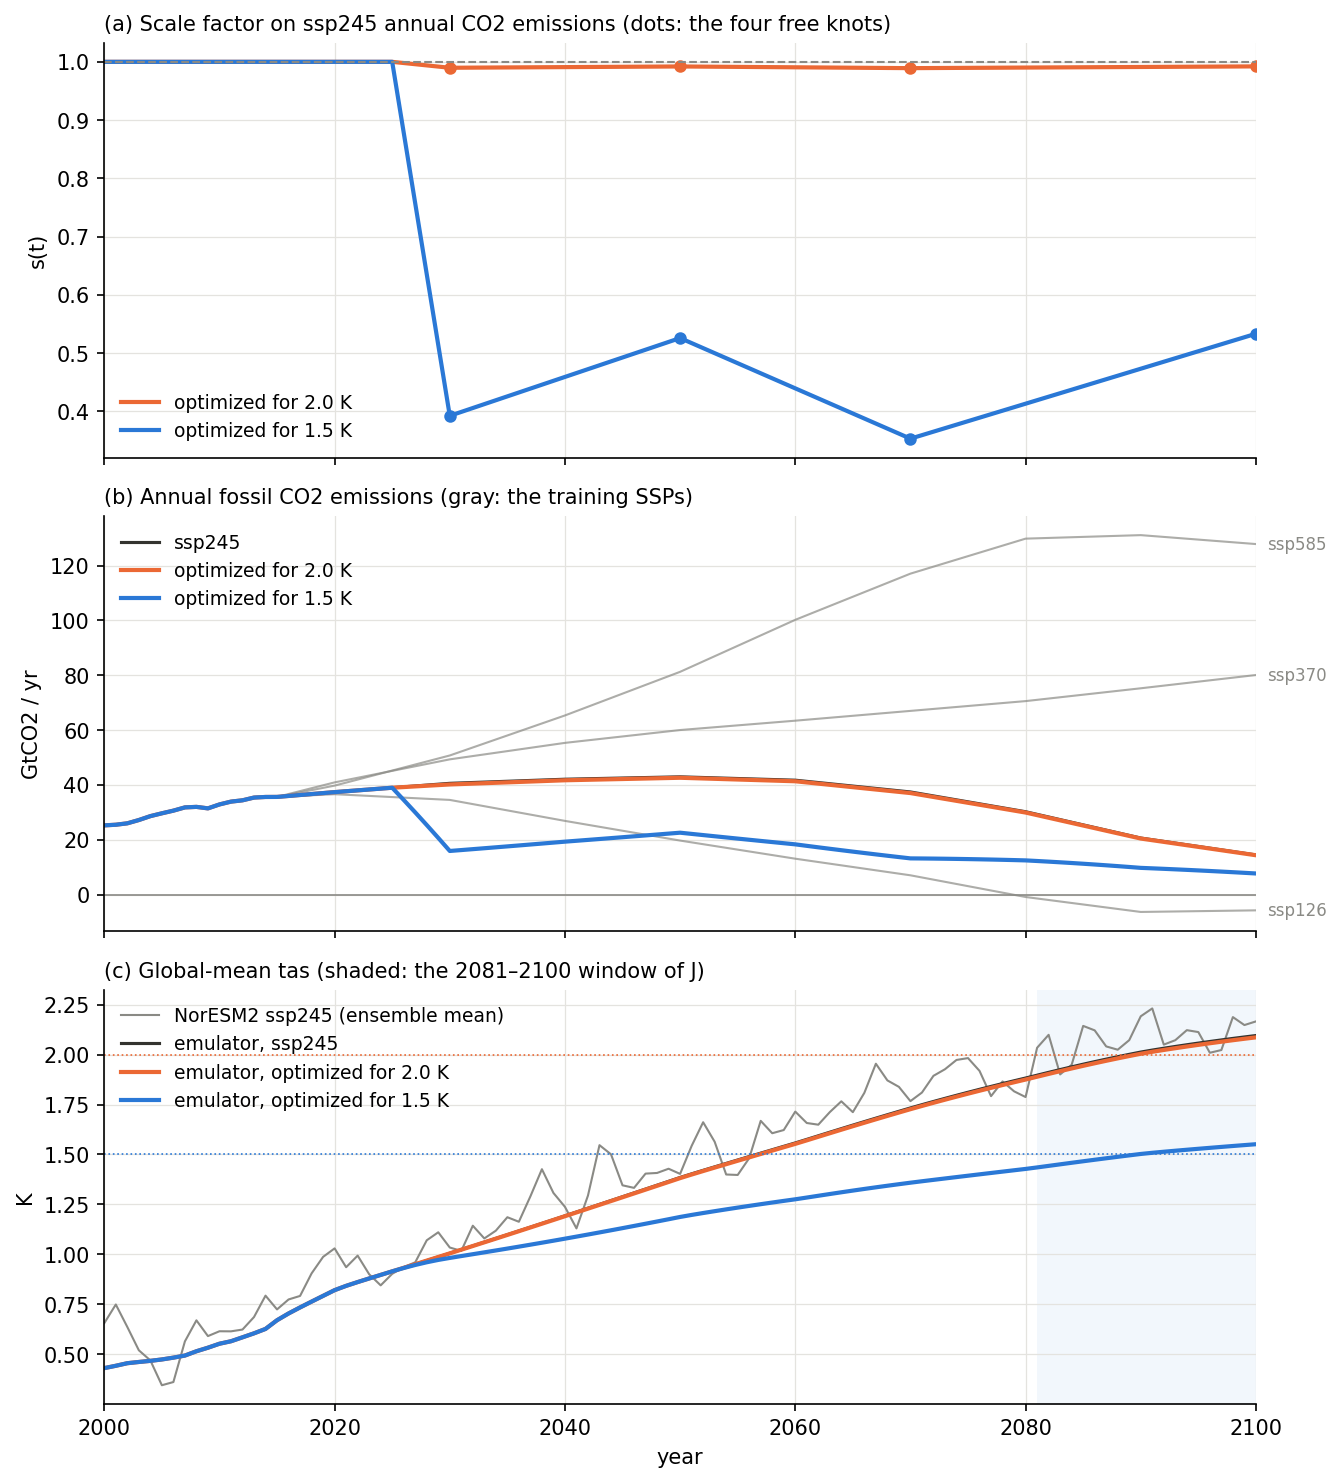 (a) Scale factor on ssp245 annual CO2 emissions (dots: the four free knots)
1.0
0.9
0.8
0.7
0.6
0.5
0.4
s(t)
optimized for 2.0 K
optimized for 1.5 K
(b) Annual fossil CO2 emissions (gray: the training SSPs)
120
100
80
60
40
20
0
GtCO2 / yr
ssp245
optimized for 2.0 K
optimized for 1.5 K
ssp585
ssp370
ssp126
(c) Global-mean tas (shaded: the 2081–2100 window of J)
2.25
2.00
1.75
1.50
1.25
1.00
0.75
0.50
K
NorESM2 ssp245 (ensemble mean)
emulator, ssp245
emulator, optimized for 2.0 K
emulator, optimized for 1.5 K
2000 2020 2040 2060 2080 2100
year